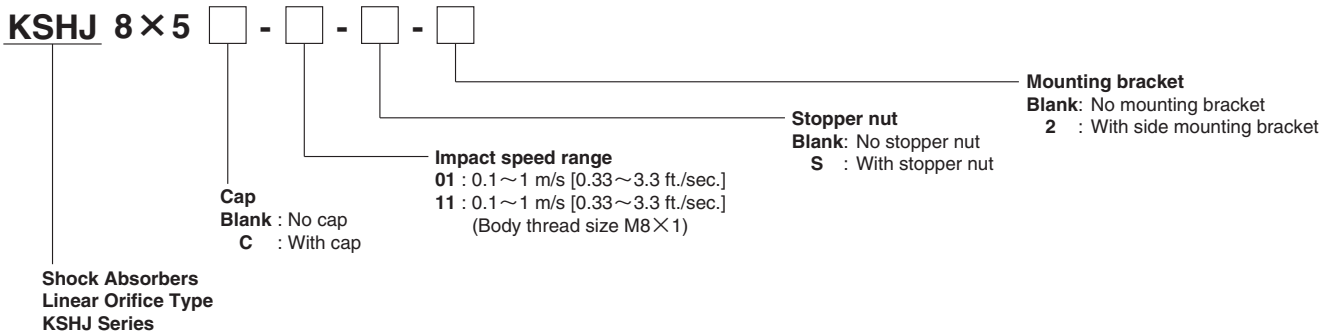 KSHJ 8×5 - - -
Mounting bracket
Blank: No mounting bracket
2 : With side mounting bracket
Stopper nut
Blank: No stopper nut
S : With stopper nut
Impact speed range
01 : 0.1～1 m/s [0.33～3.3 ft./sec.]
11 : 0.1～1 m/s [0.33～3.3 ft./sec.]
(Body thread size M8×1)
Cap
Blank : No cap
C : With cap
Shock Absorbers
Linear Orifice Type
KSHJ Series